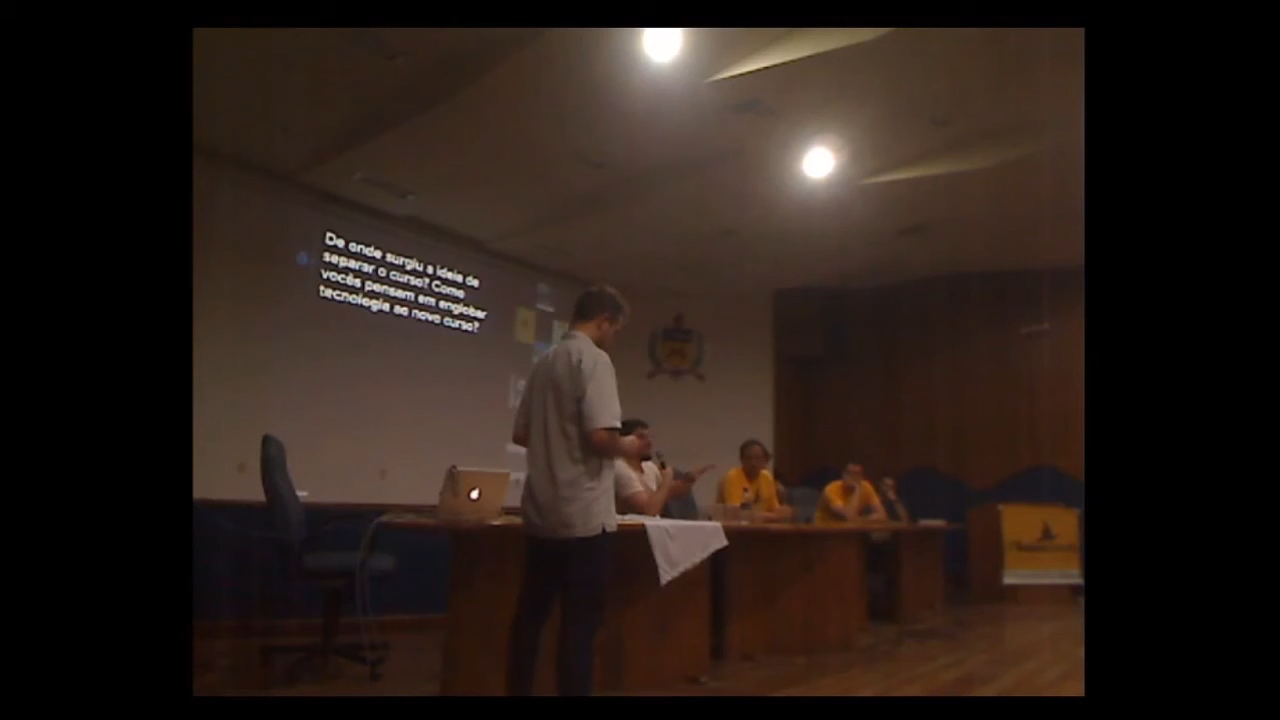 De onde surgiu a ideia de
separar o curso? Como
vocês pensam em englobar
tecnologia ao novo curso?